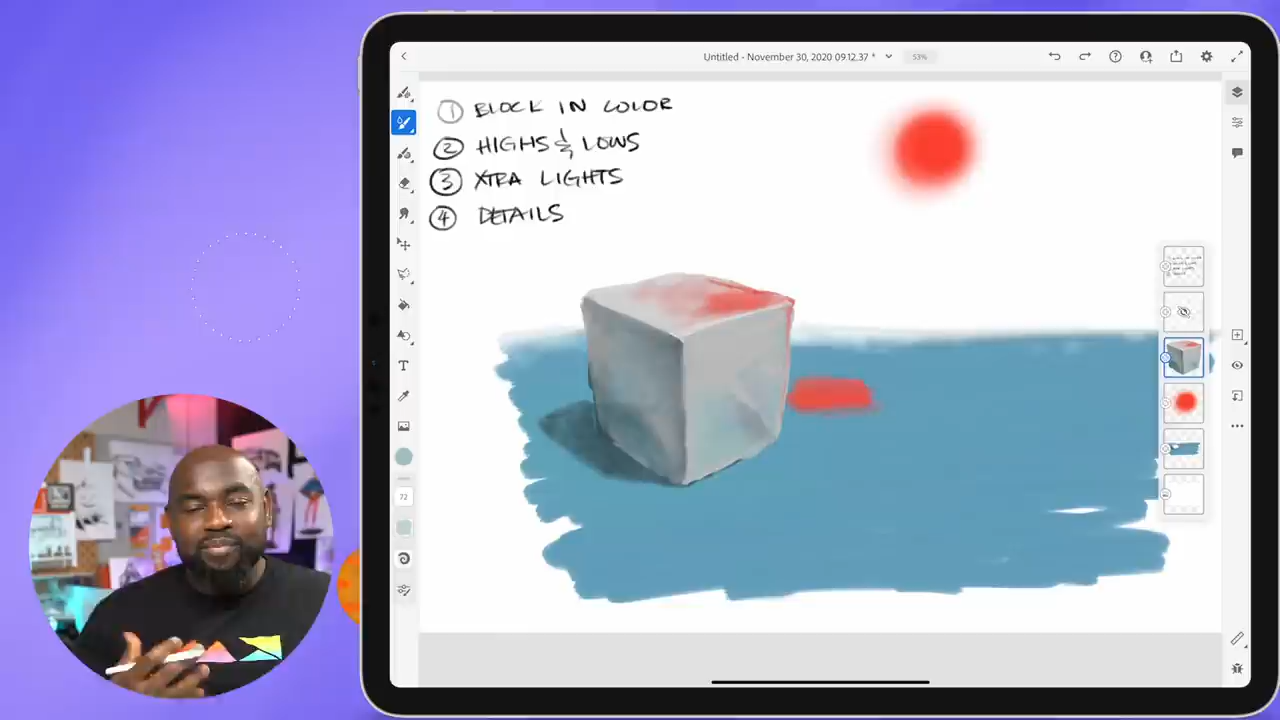 Untitled - November 30, 2020 09.12.37 *
53%
① BLOCK IN COLOR
② HIGHS & LOWS
③ XTRA LIGHTS
④ DETAILS
T
72